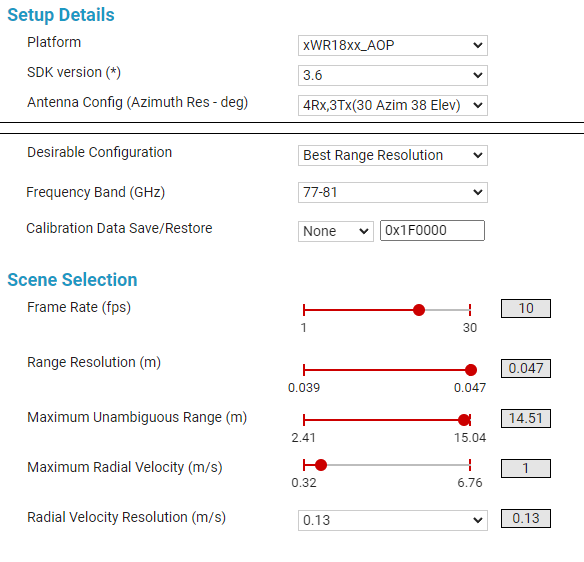 Setup Details
Platform xWR18xx_AOP
SDK version (*) 3.6
Antenna Config (Azimuth Res - deg) 4Rx,3Tx(30 Azim 38 Elev)
Desirable Configuration Best Range Resolution
Frequency Band (GHz) 77-81
Calibration Data Save/Restore None 0x1F0000
Scene Selection
Frame Rate (fps) 10
1 30
Range Resolution (m) 0.047
0.039 0.047
Maximum Unambiguous Range (m) 14.51
2.41 15.04
Maximum Radial Velocity (m/s) 1
0.32 6.76
Radial Velocity Resolution (m/s) 0.13 0.13